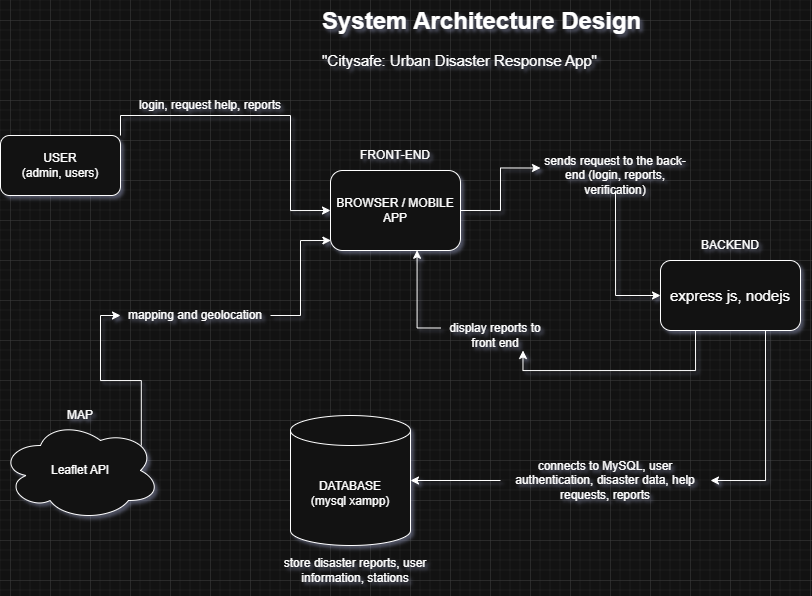 System Architecture Design
"Citysafe: Urban Disaster Response App"
login, request help, reports
USER
(admin, users)
FRONT-END
BROWSER / MOBILE
APP
sends request to the back-
end (login, reports,
verification)
BACKEND
express js, nodejs
mapping and geolocation
display reports to
front end
MAP
Leaflet API
DATABASE
(mysql xampp)
connects to MySQL, user
authentication, disaster data, help
requests, reports
store disaster reports, user
information, stations